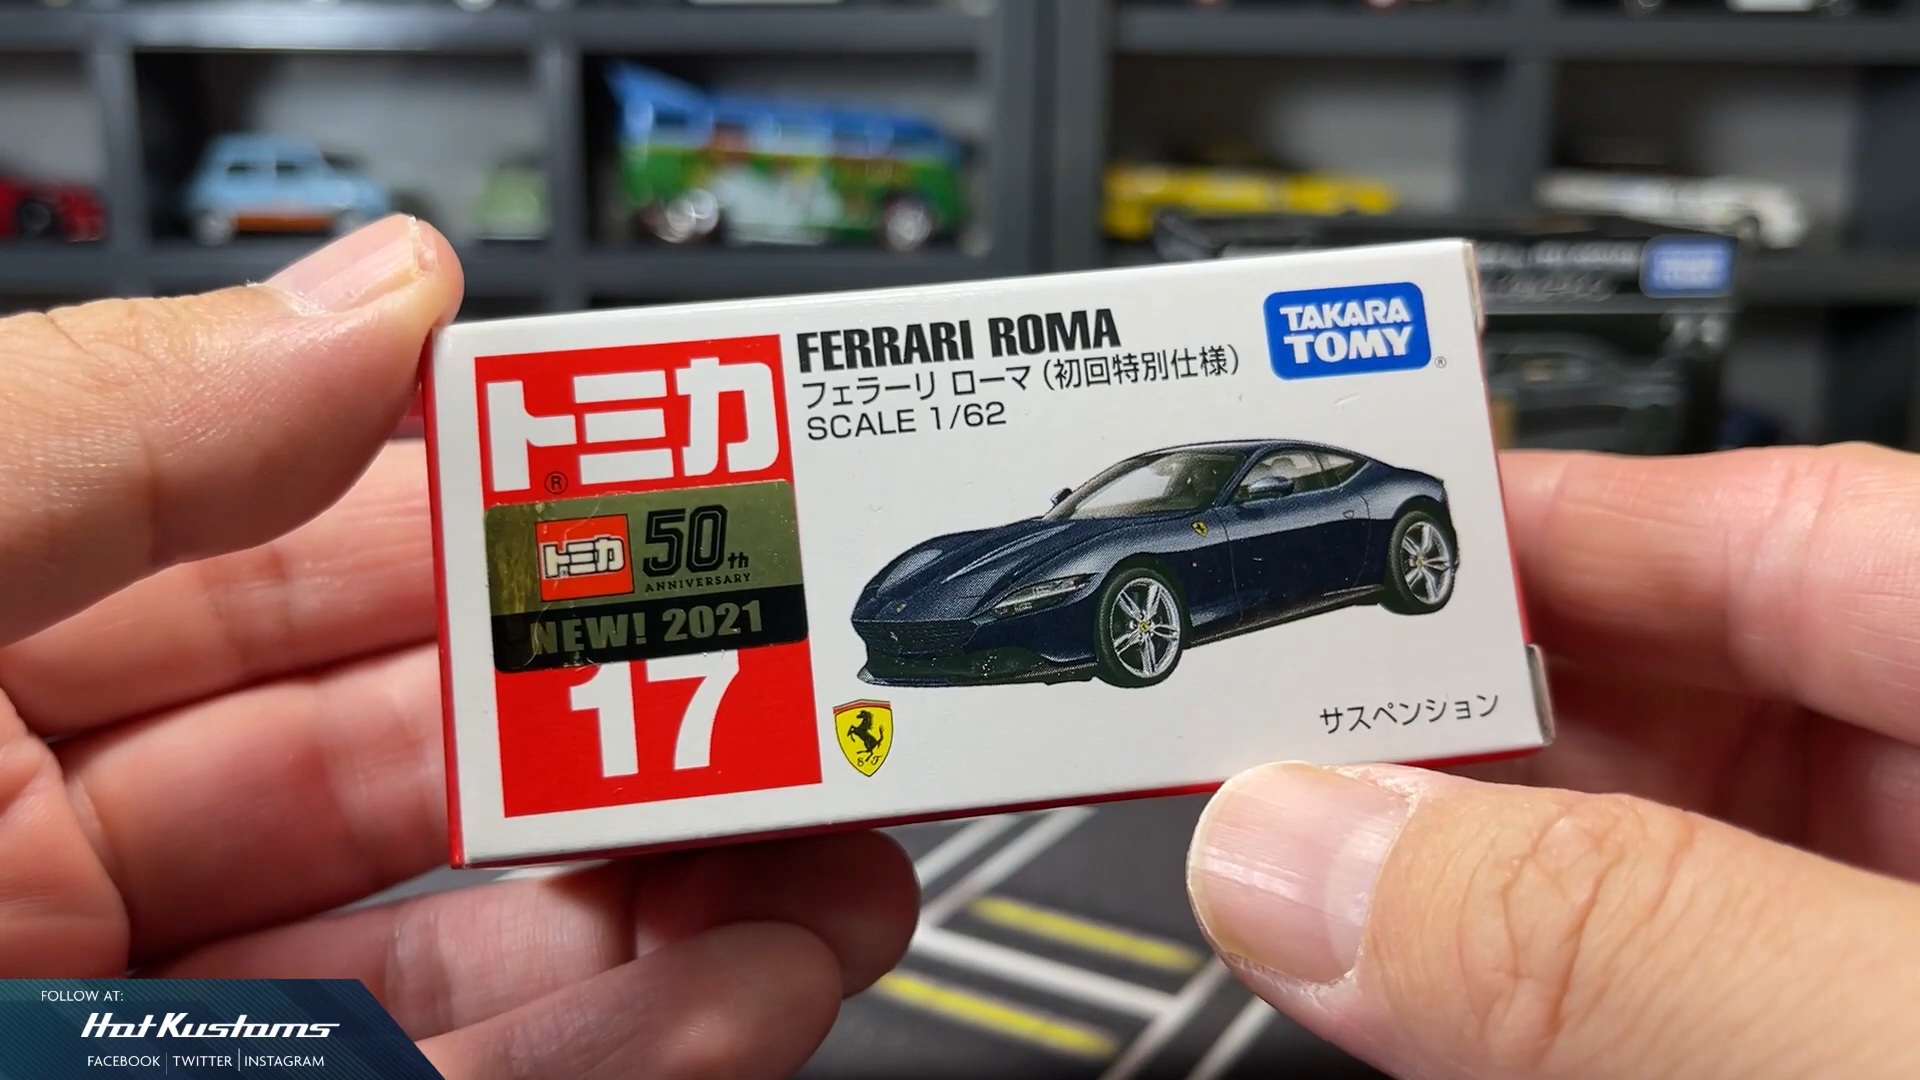 FERRARI ROMA
フェラーリ ローマ（初回特別仕様）
SCALE 1/62
TAKARA
TOMY
®
トミカ
®
トミカ
50th
ANNIVERSARY
NEW! 2021
17
S F
サスペンション
FOLLOW AT:
HotKustoms
FACEBOOK | TWITTER | INSTAGRAM